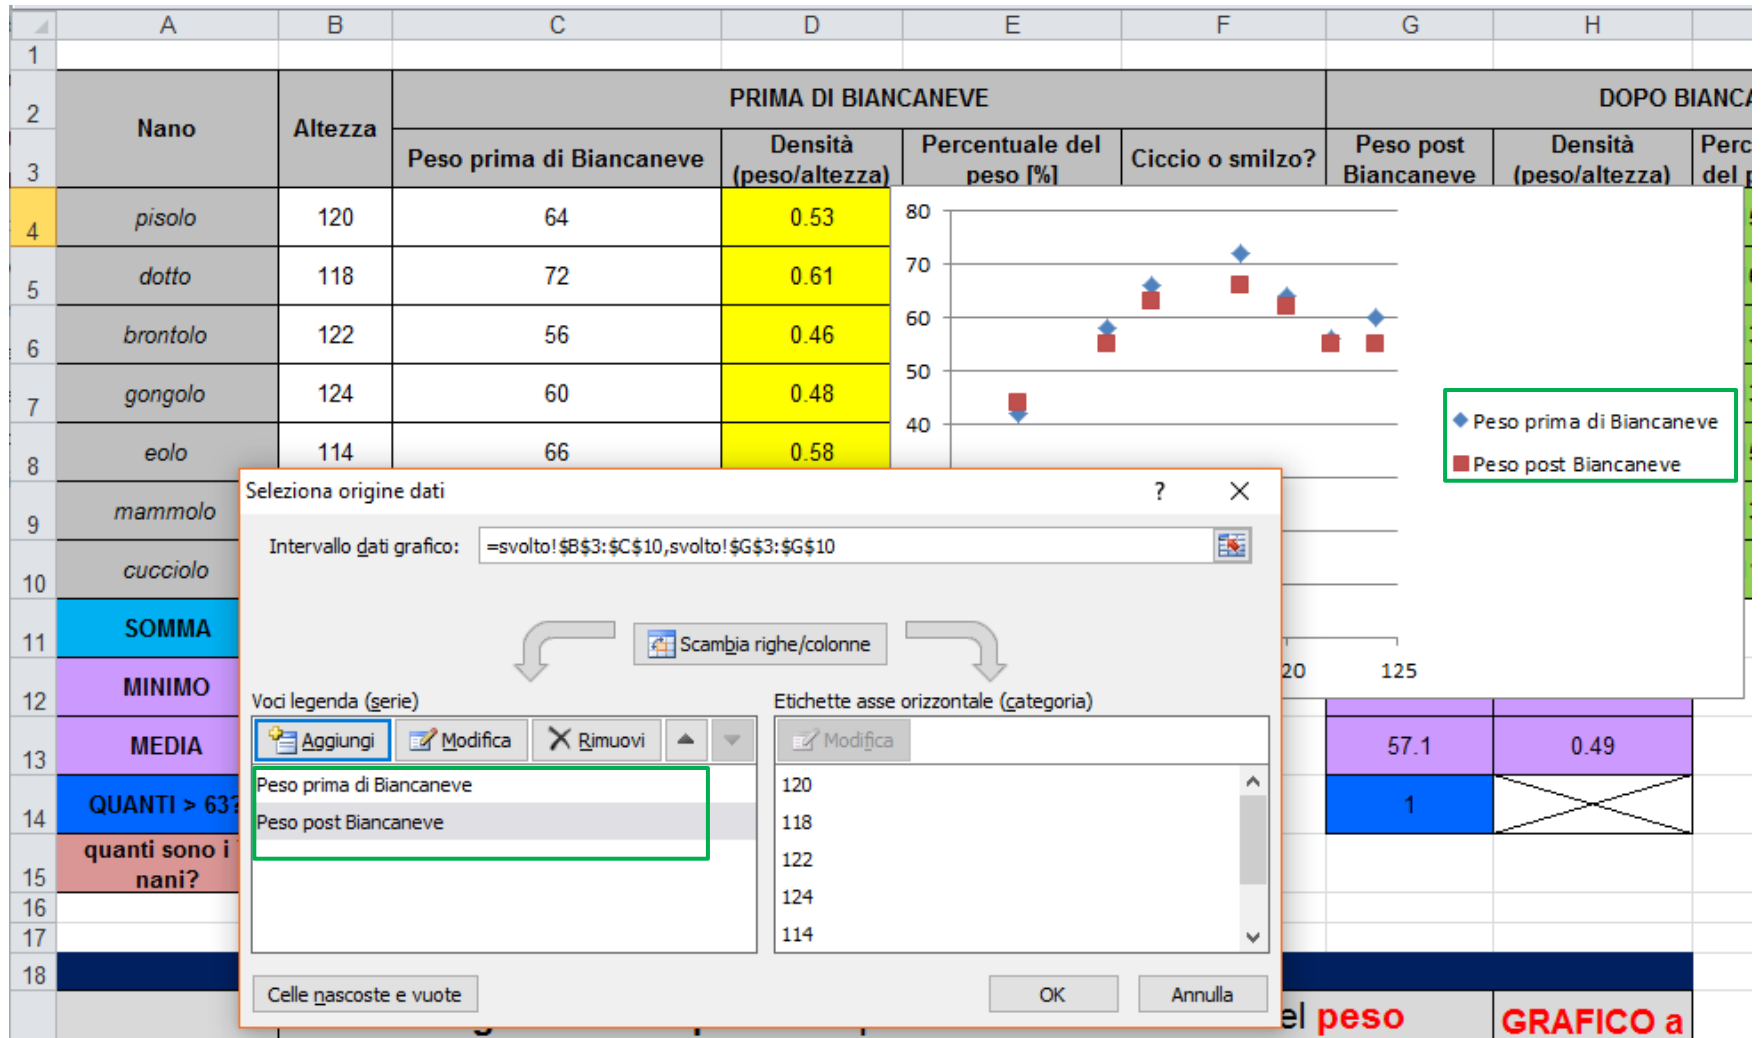 A B C D E F G H
1
2 Nano Altezza PRIMA DI BIANCANEVE DOPO BIANCA
3 Peso prima di Biancaneve Densità (peso/altezza) Percentuale del peso [%] Ciccio o smilzo? Peso post Biancaneve Densità (peso/altezza) Perc del p
4 pisolo 120 64 0.53
5 dotto 118 72 0.61
6 brontolo 122 56 0.46
7 gongolo 124 60 0.48
8 eolo 114 66 0.58
9 mammolo
10 cucciolo
11 SOMMA
12 MINIMO
13 MEDIA 57.1 0.49
14 QUANTI > 63? 1
15 quanti sono i nani?
16
17
18
80
70
60
50
40
20 125
Peso prima di Biancaneve
Peso post Biancaneve
Seleziona origine dati ?
Intervallo dati grafico: =svolto!$B$3:$C$10,svolto!$G$3:$G$10
Scambia righe/colonne
Voci legenda (serie) Etichette asse orizzontale (categoria)
Aggiungi Modifica Rimuovi Modifica
Peso prima di Biancaneve 120
Peso post Biancaneve 118
122
124
114
Celle nascoste e vuote OK Annulla
el peso GRAFICO a